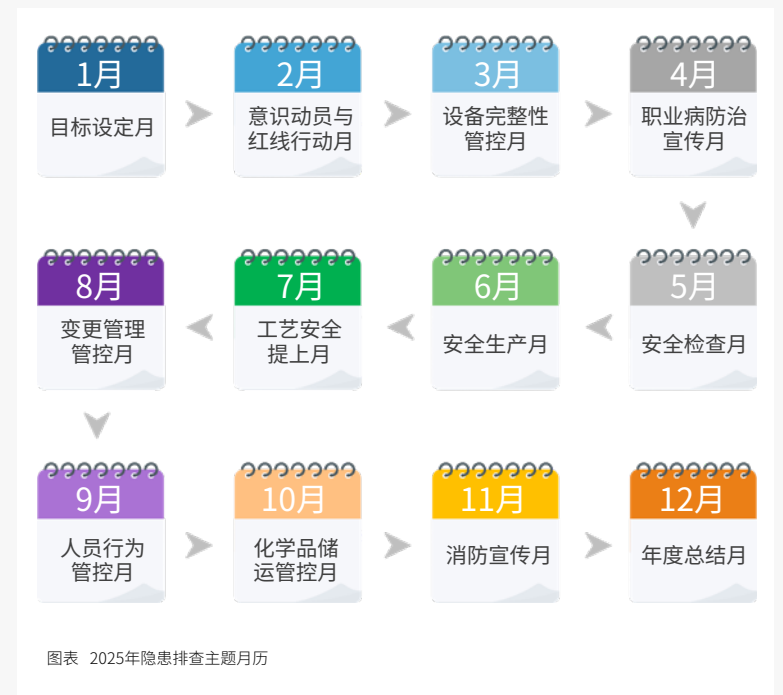 1月
目标设定月
2月
意识动员与
红线行动月
3月
设备完整性
管控月
4月
职业病防治
宣传月
5月
安全检查月
6月
安全生产月
7月
工艺安全
提上月
8月
变更管理
管控月
9月
人员行为
管控月
10月
化学品储
运管控月
11月
消防宣传月
12月
年度总结月
图表 2025年隐患排查主题月历